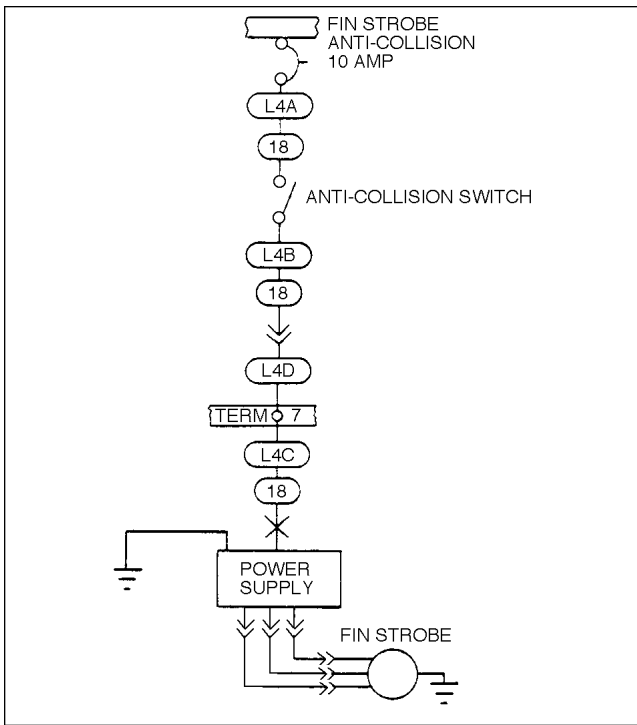 FIN STROBE
ANTI-COLLISION
10 AMP
L4A
18
ANTI-COLLISION SWITCH
L4B
18
L4D
TERM 7
L4C
18
POWER
SUPPLY
FIN STROBE